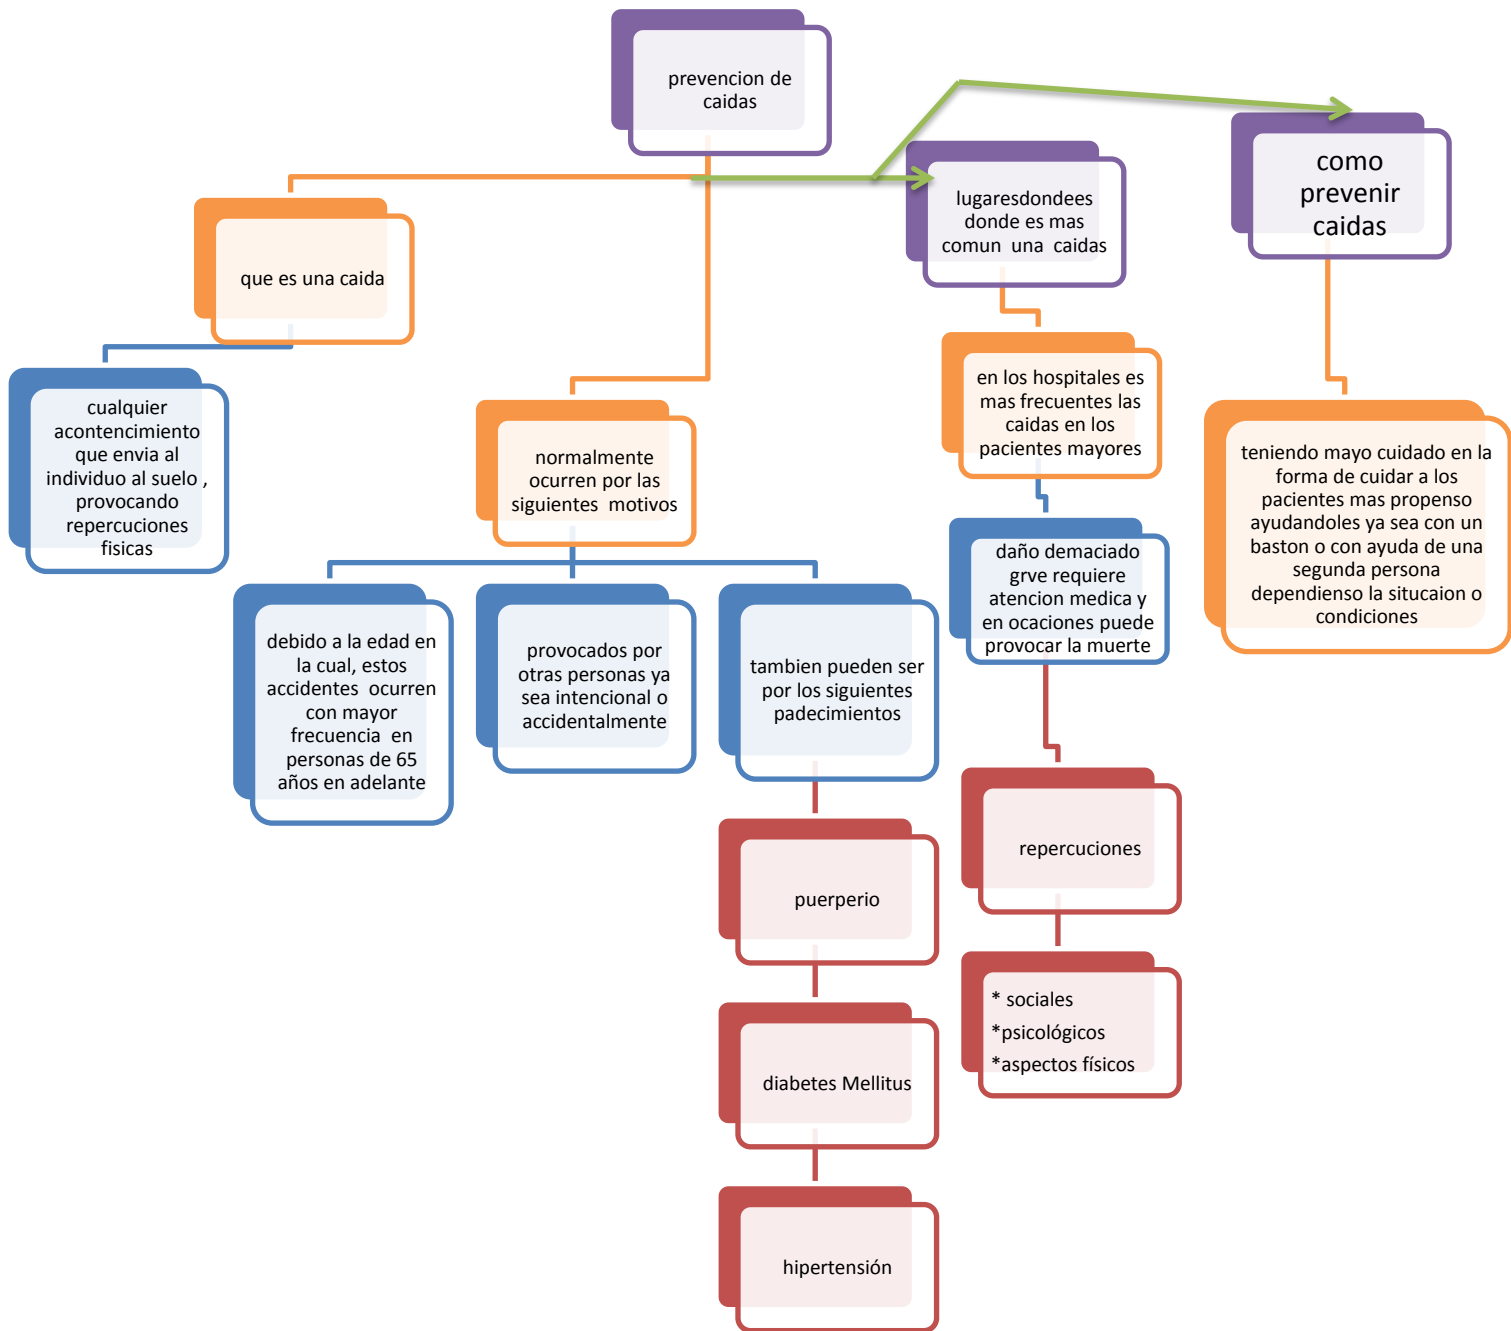 prevencion de
caidas
que es una caida
cualquier
acontencimiento
que envia al
individuo al suelo ,
provocando
repercuciones
fisicas
normalmente
ocurren por las
siguientes motivos
debido a la edad en
la cual, estos
accidentes ocurren
con mayor
frecuencia en
personas de 65
años en adelante
provocados por
otras personas ya
sea intencional o
accidentalmente
tambien pueden ser
por los siguientes
padecimientos
puerperio
diabetes Mellitus
hipertensión
lugaresdondees
donde es mas
comun una caidas
en los hospitales es
mas frecuentes las
caidas en los
pacientes mayores
daño demaciado
grve requiere
atencion medica y
en ocaciones puede
provocar la muerte
repercuciones
* sociales
*psicológicos
*aspectos físicos
como
prevenir
caidas
teniendo mayo cuidado en la
forma de cuidar a los
pacientes mas propenso
ayudandoles ya sea con un
baston o con ayuda de una
segunda persona
dependienso la situcaion o
condiciones